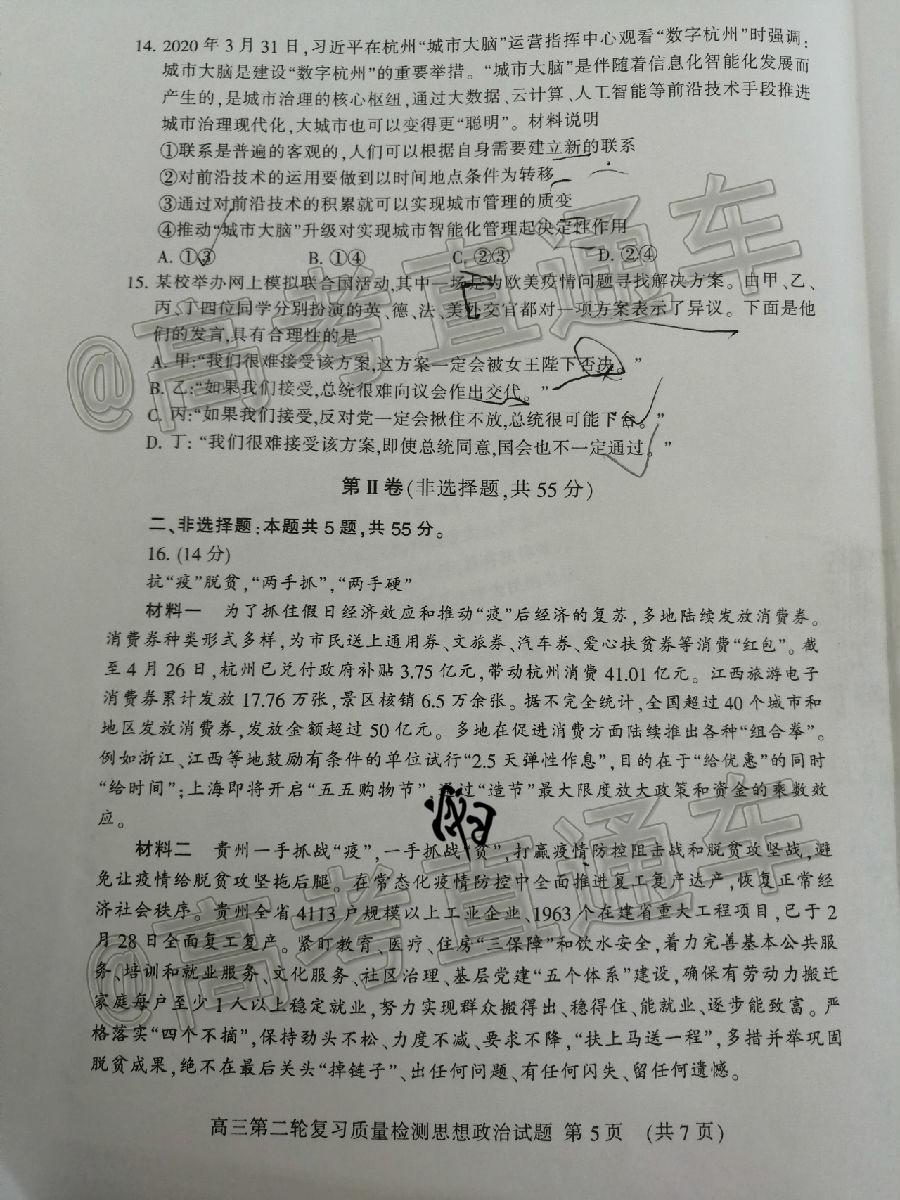 14. 2020 年 3 月 31 日,习近平在杭州“城市大脑”运营指挥中心观看“数字杭州”时强调:
城市大脑是建设“数字杭州”的重要举措。“城市大脑”是伴随着信息化智能化发展而
产生的,是城市治理的核心枢纽,通过大数据、云计算、人工智能等前沿技术手段推进
城市治理现代化,大城市也可以变得更“聪明”。材料说明
①联系是普遍的客观的,人们可以根据自身需要建立新的联系
②对前沿技术的运用要做到以时间地点条件为转移
③通过对前沿技术的积累就可以实现城市管理的质变
④推动“城市大脑”升级对实现城市智能化管理起决定性作用
A. ①③ B. ①④ C. ②③ D. ②④
15. 某校举办网上模拟联合国活动,其中一场是为欧美疫情问题寻找解决方案。由甲、乙、
丙、丁四位同学分别扮演的英、德、法、美外交官都对一项方案表示了异议。下面是他
们的发言,具有合理性的是
A. 甲:“我们很难接受该方案,这方案一定会被女王陛下否决。”
B. 乙:“如果我们接受,总统很难向议会作出交代。”
C. 丙:“如果我们接受,反对党一定会揪住不放,总统很可能下台。”
D. 丁:“我们很难接受该方案,即使总统同意,国会也不一定通过。”
第Ⅱ卷(非选择题,共 55 分)
二、非选择题:本题共 5 题,共 55 分。
16. (14 分)
抗“疫”脱贫,“两手抓”,“两手硬”
材料一 为了抓住假日经济效应和推动“疫”后经济的复苏,多地陆续发放消费券。
消费券种类形式多样,为市民送上通用券、文旅券、汽车券、爱心扶贫券等消费“红包”。截
至 4 月 26 日,杭州已兑付政府补贴 3.75 亿元,带动杭州消费 41.01 亿元。江西旅游电子
消费券累计发放 17.76 万张,景区核销 6.5 万余张。据不完全统计,全国超过 40 个城市和
地区发放消费券,发放金额超过 50 亿元。多地在促进消费方面陆续推出各种“组合拳”。
例如浙江、江西等地鼓励有条件的单位试行“2.5 天弹性作息”,目的在于“给优惠”的同时
“给时间”;上海即将开启“五五购物节”,通过“造节”最大限度放大政策和资金的乘数效
应。
材料二 贵州一手抓战“疫”,一手抓战“贫”,打赢疫情防控阻击战和脱贫攻坚战,避
免让疫情给脱贫攻坚拖后腿。在常态化疫情防控中全面推进复工复产达产,恢复正常经
济社会秩序。贵州全省 4113 户规模以上工业企业、1963 个在建省重大工程项目,已于 2
月 28 日全面复工复产。紧盯教育、医疗、住房“三保障”和饮水安全,着力完善基本公共服
务、培训和就业服务、文化服务、社区治理、基层党建“五个体系”建设,确保有劳动力搬迁
家庭每户至少 1 人以上稳定就业,努力实现群众搬得出、稳得住、能就业、逐步能致富。严
格落实“四个不摘”,保持劲头不松、力度不减、要求不降,“扶上马送一程”,多措并举巩固
脱贫成果,绝不在最后关头“掉链子”、出任何问题、有任何闪失、留任何遗憾。
高三第二轮复习质量检测思想政治试题 第 5 页 (共 7 页)
@高考直通车
@高考直通车